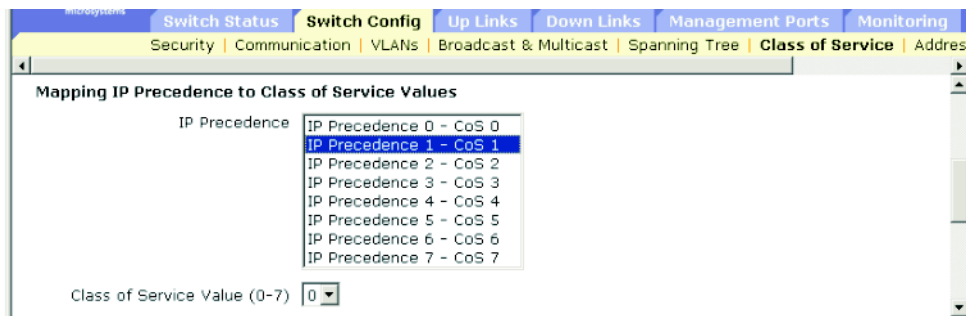 microsystems
Switch Status Switch Config Up Links Down Links Management Ports Monitoring
Security | Communication | VLANs | Broadcast & Multicast | Spanning Tree | Class of Service | Addres
Mapping IP Precedence to Class of Service Values
IP Precedence
IP Precedence 0 - CoS 0
IP Precedence 1 - CoS 1
IP Precedence 2 - CoS 2
IP Precedence 3 - CoS 3
IP Precedence 4 - CoS 4
IP Precedence 5 - CoS 5
IP Precedence 6 - CoS 6
IP Precedence 7 - CoS 7
Class of Service Value (0-7) 0